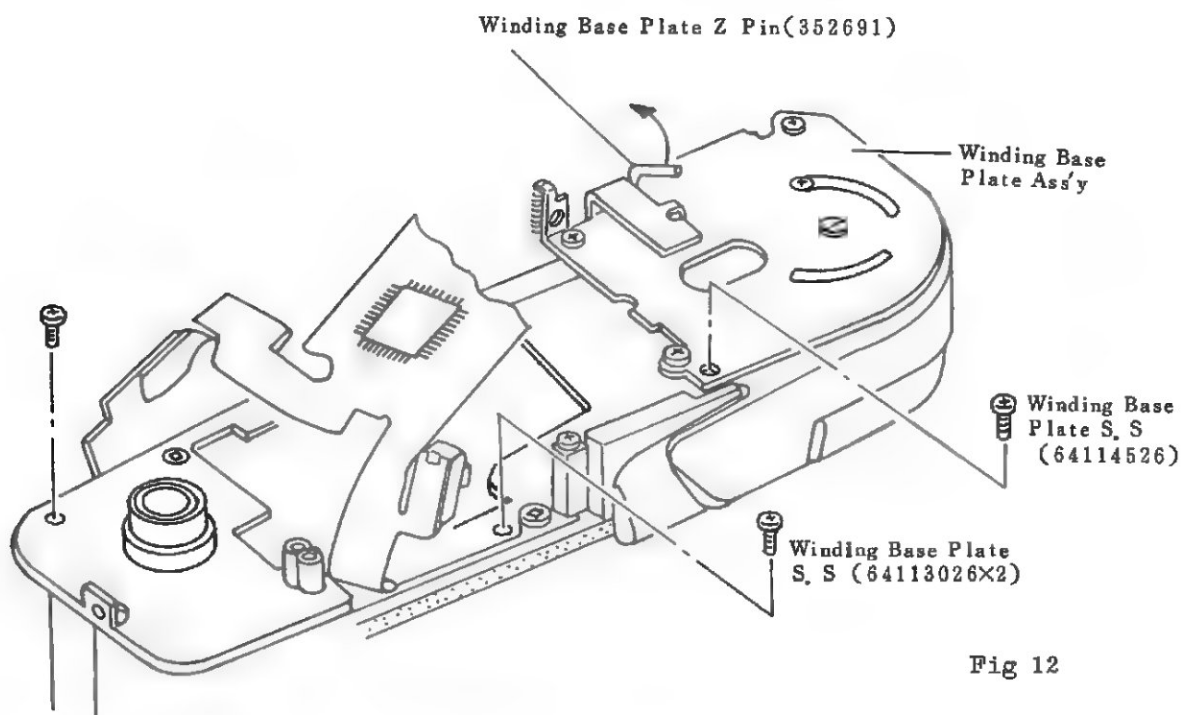 Winding Base Plate Z Pin(352691)
Winding Base
Plate Ass'y
Winding Base
Plate S. S
(64114526)
Winding Base Plate
S. S (64113026×2)
Fig 12